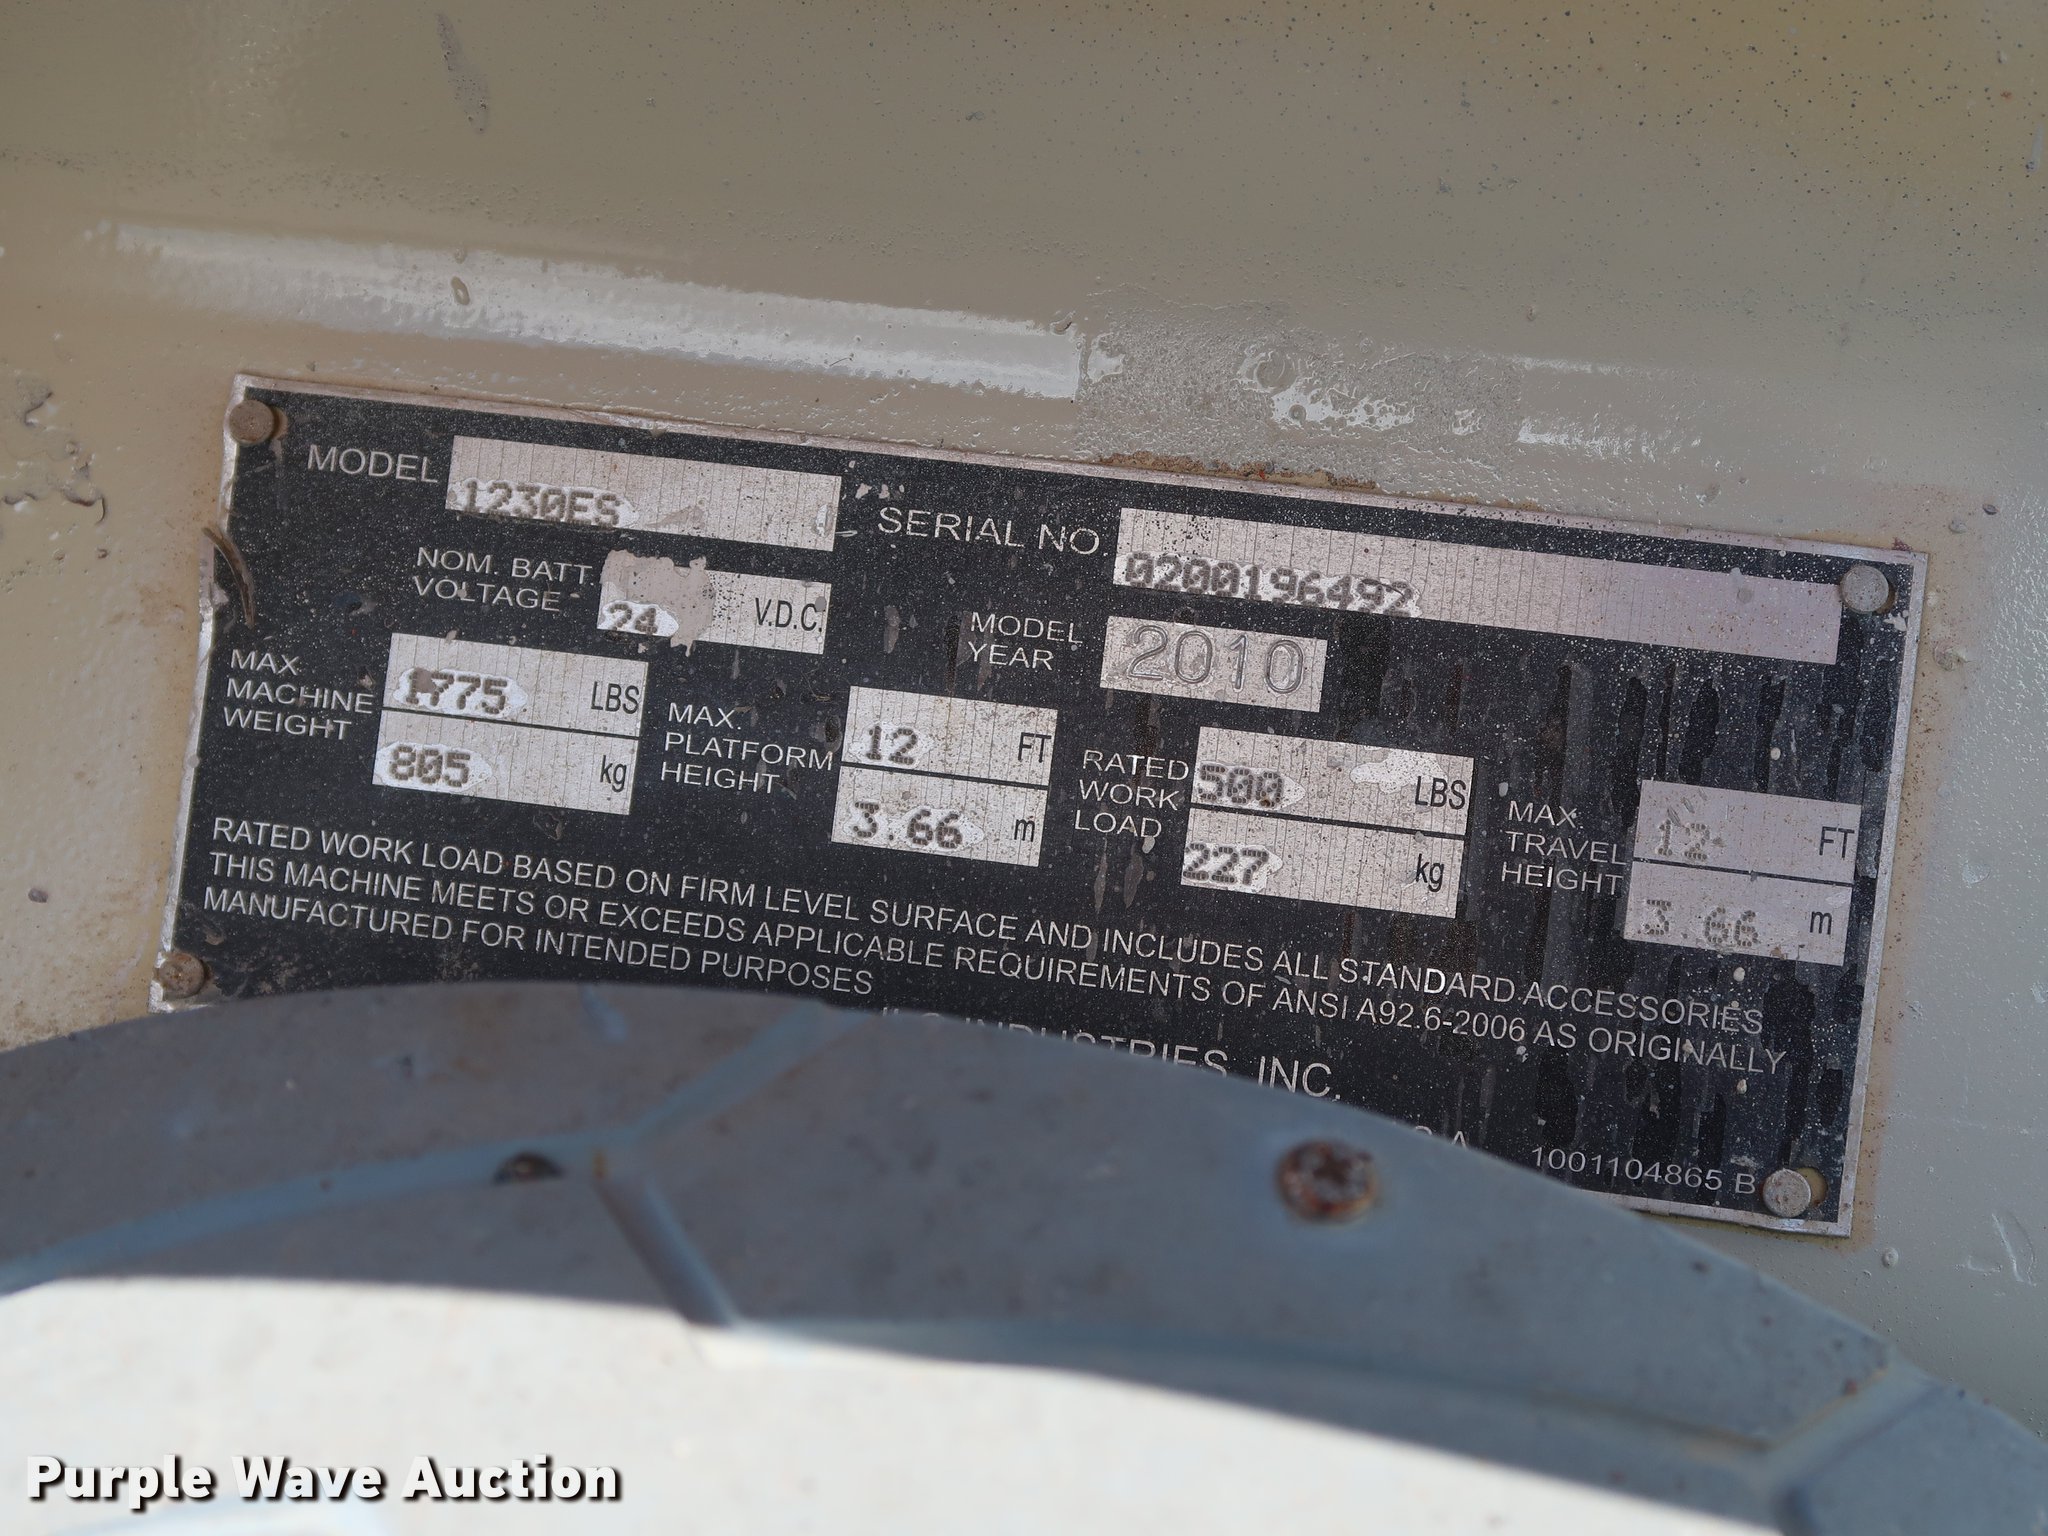 MODEL 1230ES
SERIAL NO. 0200196492
NOM. BATT. VOLTAGE 24 V.D.C.
MODEL YEAR 2010
MAX MACHINE WEIGHT 1775 LBS
805 kg
MAX PLATFORM HEIGHT 12 FT
3.66 m
RATED WORK LOAD 500 LBS
227 kg
MAX TRAVEL HEIGHT 12 FT
3.66 m
RATED WORK LOAD BASED ON FIRM LEVEL SURFACE AND INCLUDES ALL STANDARD ACCESSORIES
THIS MACHINE MEETS OR EXCEEDS APPLICABLE REQUIREMENTS OF ANSI A92.6-2006 AS ORIGINALLY
MANUFACTURED FOR INTENDED PURPOSES
INDUSTRIES, INC.
1001104865 B
Purple Wave Auction